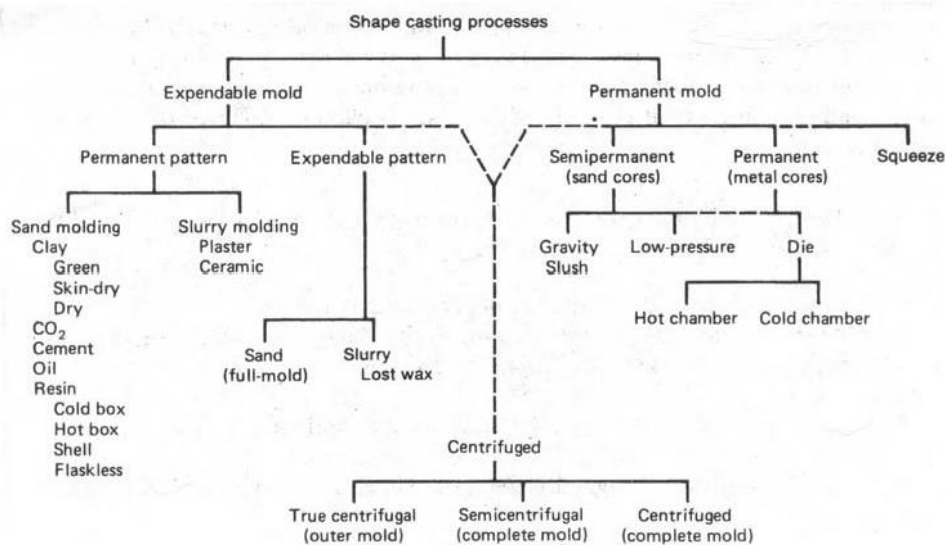 Shape casting processes
Expendable mold
Permanent mold
Permanent pattern
Expendable pattern
Semipermanent
(sand cores)
Permanent
(metal cores)
Squeeze
Sand molding
Clay
Green
Skin-dry
Dry
CO₂
Cement
Oil
Resin
Cold box
Hot box
Shell
Flaskless
Slurry molding
Plaster
Ceramic
Sand
(full-mold)
Slurry
Lost wax
Gravity
Slush
Low-pressure
Die
Hot chamber
Cold chamber
Centrifuged
True centrifugal
(outer mold)
Semicentrifugal
(complete mold)
Centrifuged
(complete mold)